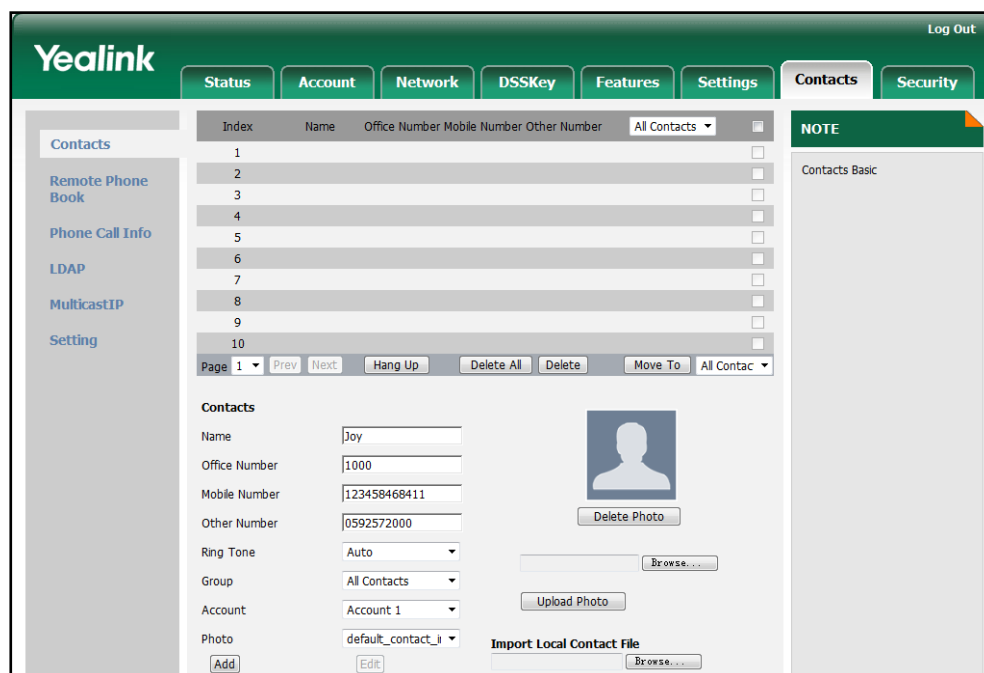 Log Out
Yealink
Status Account Network DSSKey Features Settings Contacts Security
Contacts
Remote Phone
Book
Phone Call Info
LDAP
MulticastIP
Setting
Index Name Office Number Mobile Number Other Number All Contacts
1
2
3
4
5
6
7
8
9
10
Page 1 Prev Next Hang Up Delete All Delete Move To All Contac
Contacts
Name Joy
Office Number 1000
Mobile Number 123458468411
Other Number 0592572000
Ring Tone Auto
Group All Contacts
Account Account 1
Photo default_contact_i
Add Edit
Delete Photo
Browse...
Upload Photo
Import Local Contact File
Browse...
NOTE
Contacts Basic